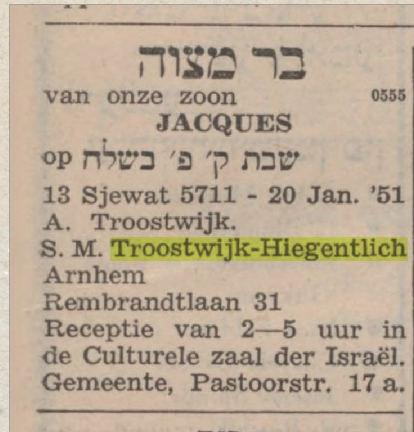 בר מצוה
van onze zoon 0555
JACQUES
op שבת ק׳ פ׳ בשלח
13 Sjewat 5711 - 20 Jan. '51
A. Troostwijk.
S. M. Troostwijk-Hiegentlich
Arnhem
Rembrandtlaan 31
Receptie van 2—5 uur in
de Culturele zaal der Israël.
Gemeente, Pastoorstr. 17 a.